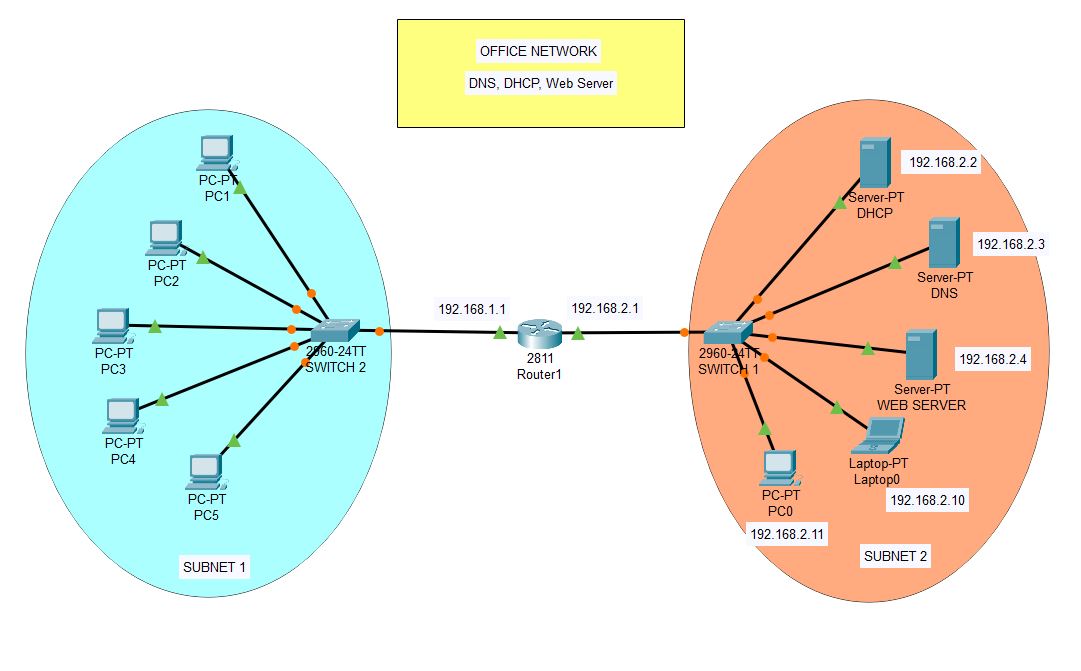 OFFICE NETWORK
DNS, DHCP, Web Server
PC-PT
PC1
PC-PT
PC2
PC-PT
PC3
PC-PT
PC4
PC-PT
PC5
SUBNET 1
2960-24TT
SWITCH 2
192.168.1.1
192.168.2.1
2811
Router1
2960-24TT
SWITCH 1
192.168.2.2
Server-PT
DHCP
192.168.2.3
Server-PT
DNS
192.168.2.4
Server-PT
WEB SERVER
Laptop-PT
Laptop0
192.168.2.10
PC-PT
PC0
192.168.2.11
SUBNET 2